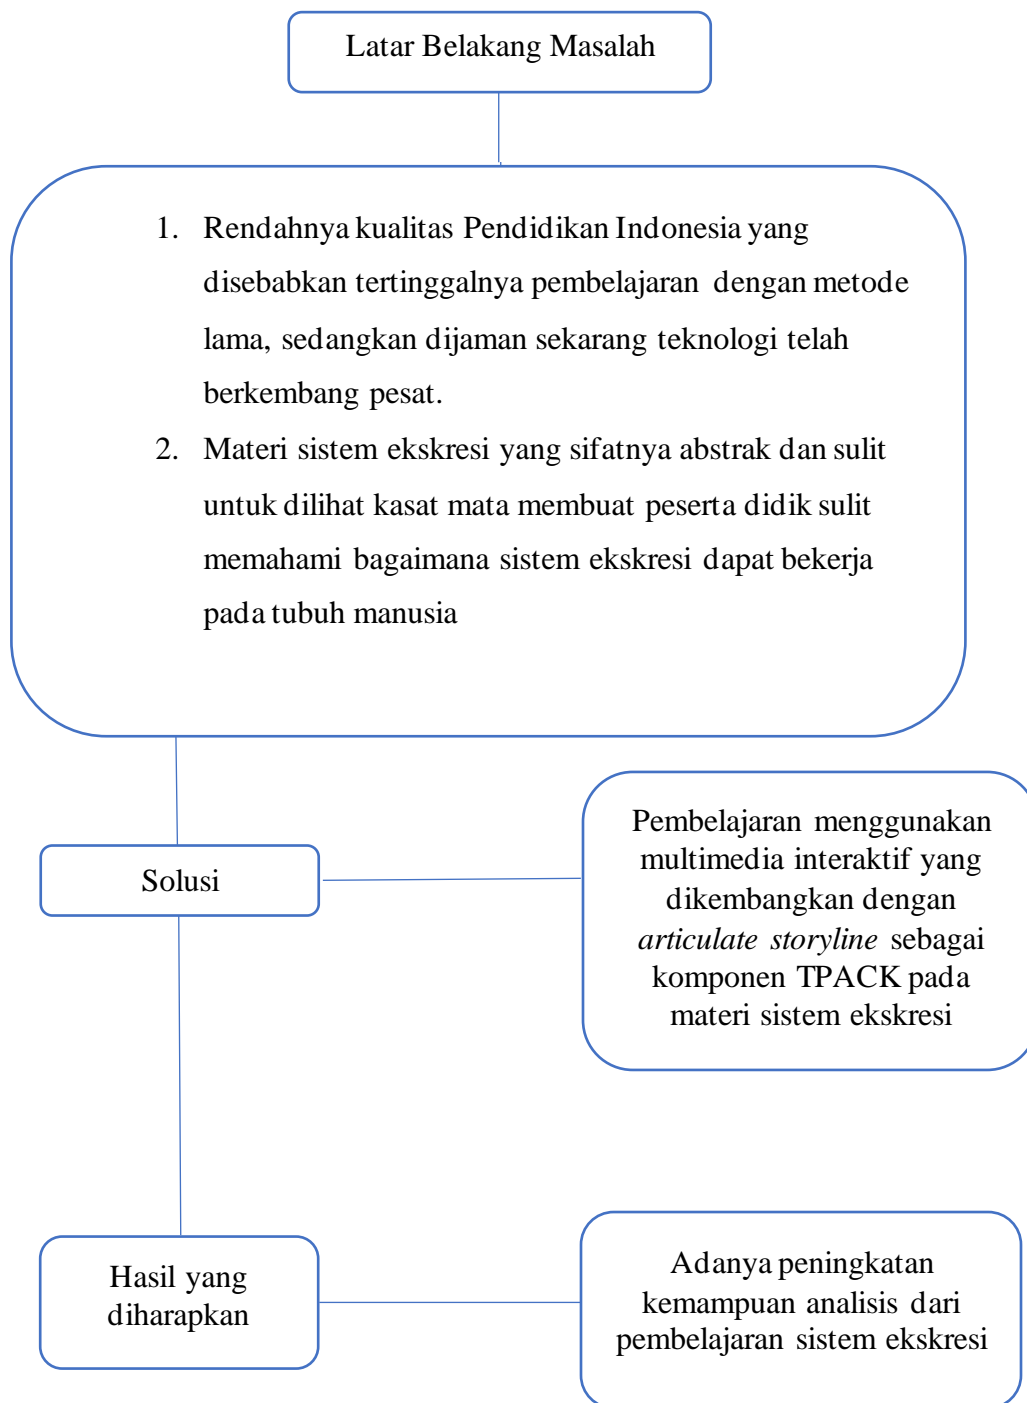 Latar Belakang Masalah
1. Rendahnya kualitas Pendidikan Indonesia yang
disebabkan tertinggalnya pembelajaran dengan metode
lama, sedangkan dijaman sekarang teknologi telah
berkembang pesat.
2. Materi sistem ekskresi yang sifatnya abstrak dan sulit
untuk dilihat kasat mata membuat peserta didik sulit
memahami bagaimana sistem ekskresi dapat bekerja
pada tubuh manusia
Solusi
Pembelajaran menggunakan
multimedia interaktif yang
dikembangkan dengan
articulate storyline sebagai
komponen TPACK pada
materi sistem ekskresi
Hasil yang
diharapkan
Adanya peningkatan
kemampuan analisis dari
pembelajaran sistem ekskresi